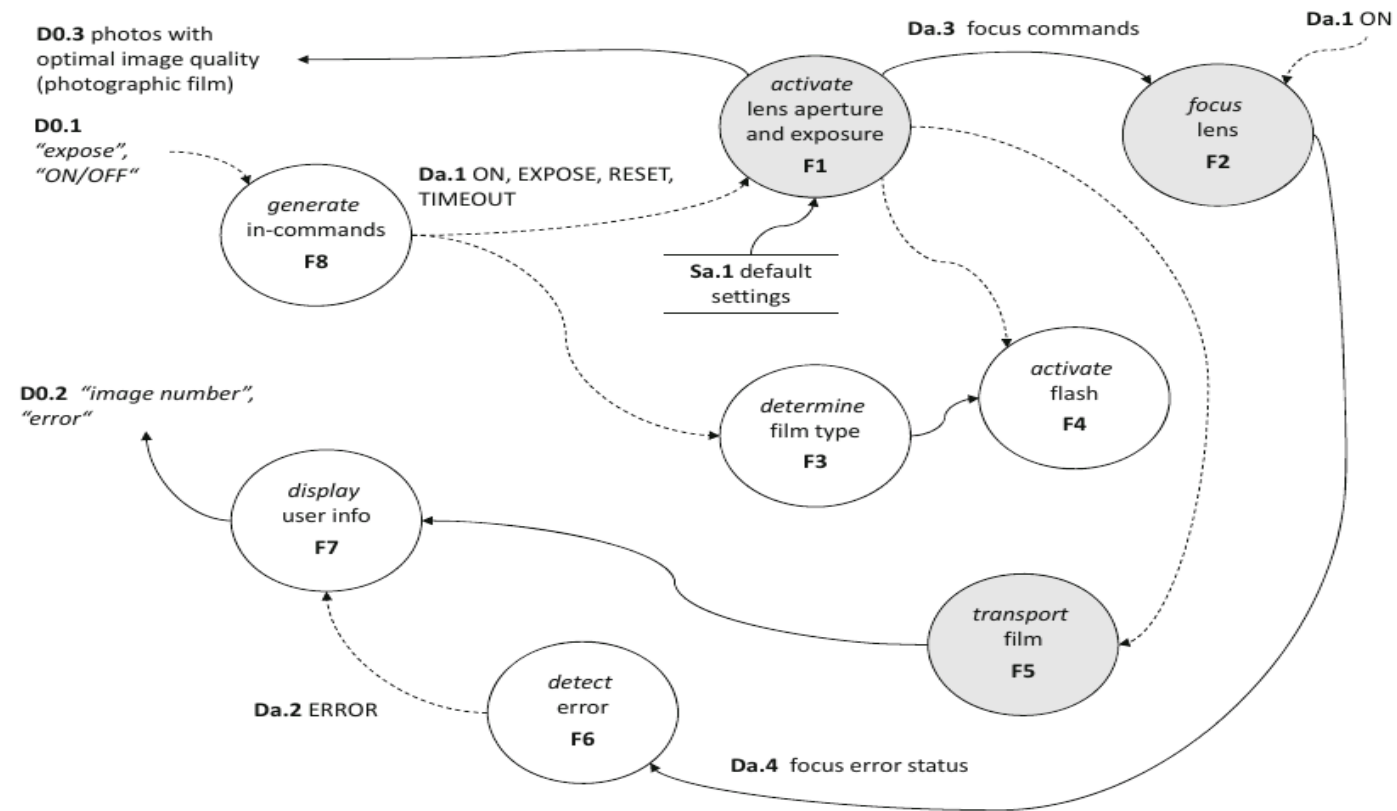 D0.3 photos with
optimal image quality
(photographic film)
D0.1
“expose”,
“ON/OFF“
generate
in-commands
F8
Da.1 ON, EXPOSE, RESET,
TIMEOUT
activate
lens aperture
and exposure
F1
Da.3 focus commands
Da.1 ON
focus
lens
F2
Sa.1 default
settings
activate
flash
F4
determine
film type
F3
D0.2 “image number”,
“error“
display
user info
F7
transport
film
F5
detect
error
F6
Da.2 ERROR
Da.4 focus error status